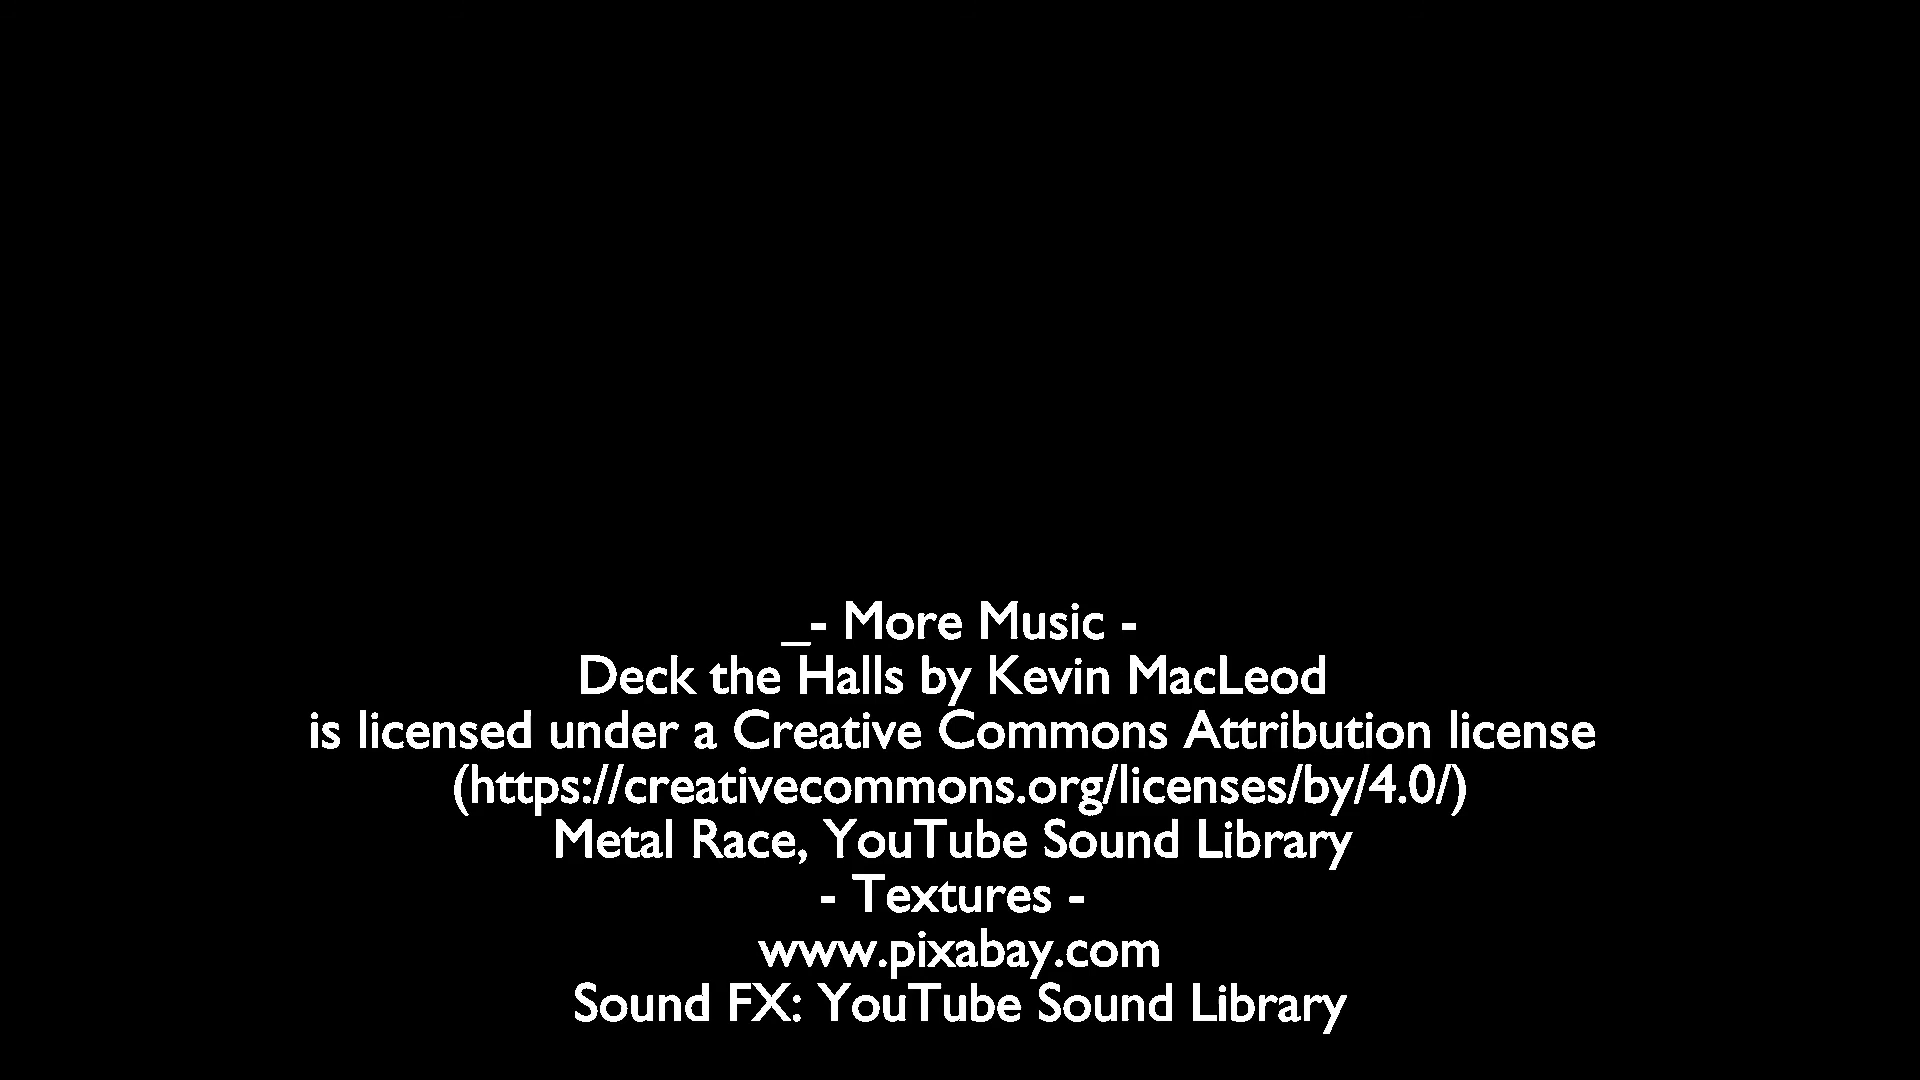 _- More Music -
Deck the Halls by Kevin MacLeod
is licensed under a Creative Commons Attribution license
(https://creativecommons.org/licenses/by/4.0/)
Metal Race, YouTube Sound Library
- Textures -
www.pixabay.com
Sound FX: YouTube Sound Library